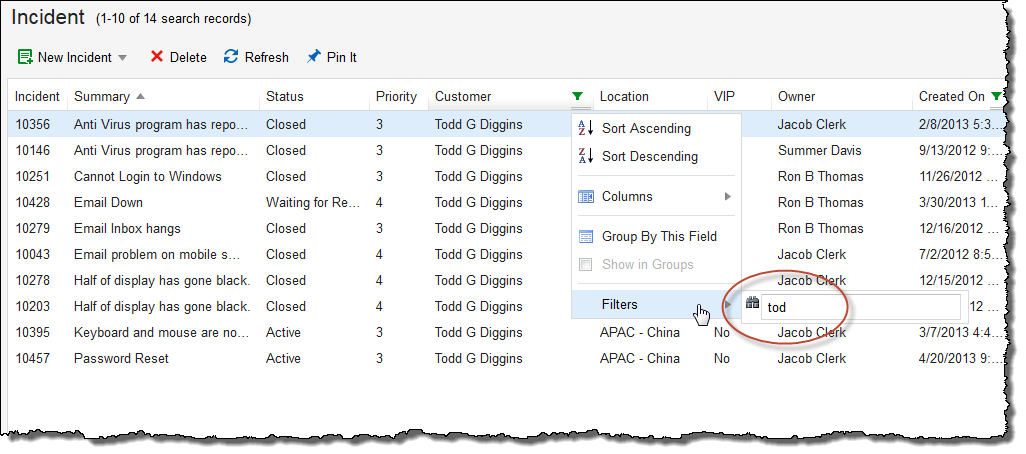 Incident (1-10 of 14 search records)
New Incident Delete Refresh Pin It
Incident Summary Status Priority Customer Location VIP Owner Created On
10356 Anti Virus program has repo... Closed 3 Todd G Diggins Jacob Clerk 2/8/2013 5:3...
10146 Anti Virus program has repo... Closed 3 Todd G Diggins Summer Davis 9/13/2012 9:...
10251 Cannot Login to Windows Closed 3 Todd G Diggins Ron B Thomas 11/26/2012 ...
10428 Email Down Waiting for Re... 4 Todd G Diggins Ron B Thomas 3/30/2013 1...
10279 Email Inbox hangs Closed 3 Todd G Diggins Ron B Thomas 12/16/2012 ...
10043 Email problem on mobile s... Closed 4 Todd G Diggins Jacob Clerk 7/2/2012 8:5...
10278 Half of display has gone black. Closed 4 Todd G Diggins Jacob Clerk 12/15/2012 ...
10203 Half of display has gone black. Closed 4 Todd G Diggins 12 ...
10395 Keyboard and mouse are no... Active 3 Todd G Diggins APAC - China No Jacob Clerk 3/7/2013 4:4...
10457 Password Reset Active 3 Todd G Diggins APAC - China No Jacob Clerk 4/20/2013 9:...
Sort Ascending
Sort Descending
Columns
Group By This Field
Show in Groups
Filters
tod